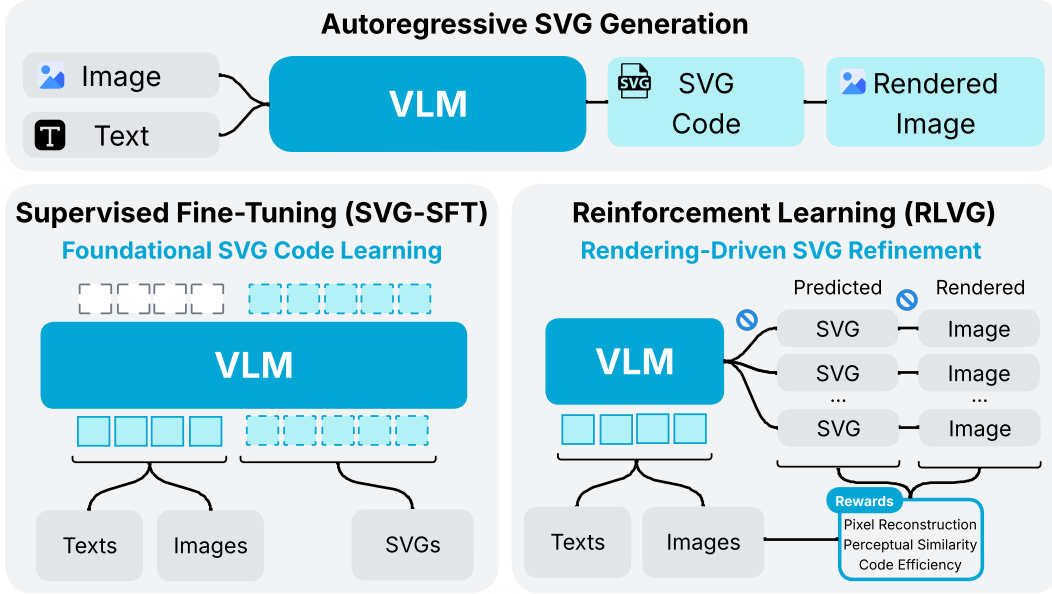 Autoregressive SVG Generation
Image
T Text
VLM
SVG
SVG
Code
Rendered
Image
Supervised Fine-Tuning (SVG-SFT)
Foundational SVG Code Learning
VLM
Texts
Images
SVGs
Reinforcement Learning (RLVG)
Rendering-Driven SVG Refinement
Predicted
Rendered
VLM
SVG
Image
SVG
Image
...
...
SVG
Image
Texts
Images
Rewards
Pixel Reconstruction
Perceptual Similarity
Code Efficiency